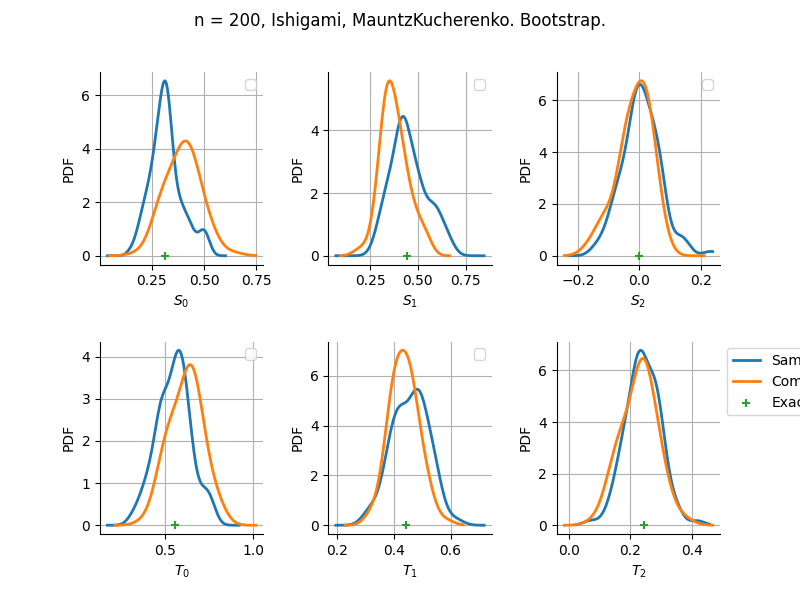 n = 200, Ishigami, MauntzKucherenko. Bootstrap.
PDF
6
4
2
0
0.25
0.50
0.75
S0
PDF
4
2
0
0.25
0.50
0.75
S1
PDF
6
4
2
0
−0.2
0.0
0.2
S2
PDF
4
3
2
1
0
0.5
1.0
T0
PDF
6
4
2
0
0.2
0.4
0.6
T1
PDF
6
4
2
0
0.0
0.2
0.4
T2
Sam
Com
Exac